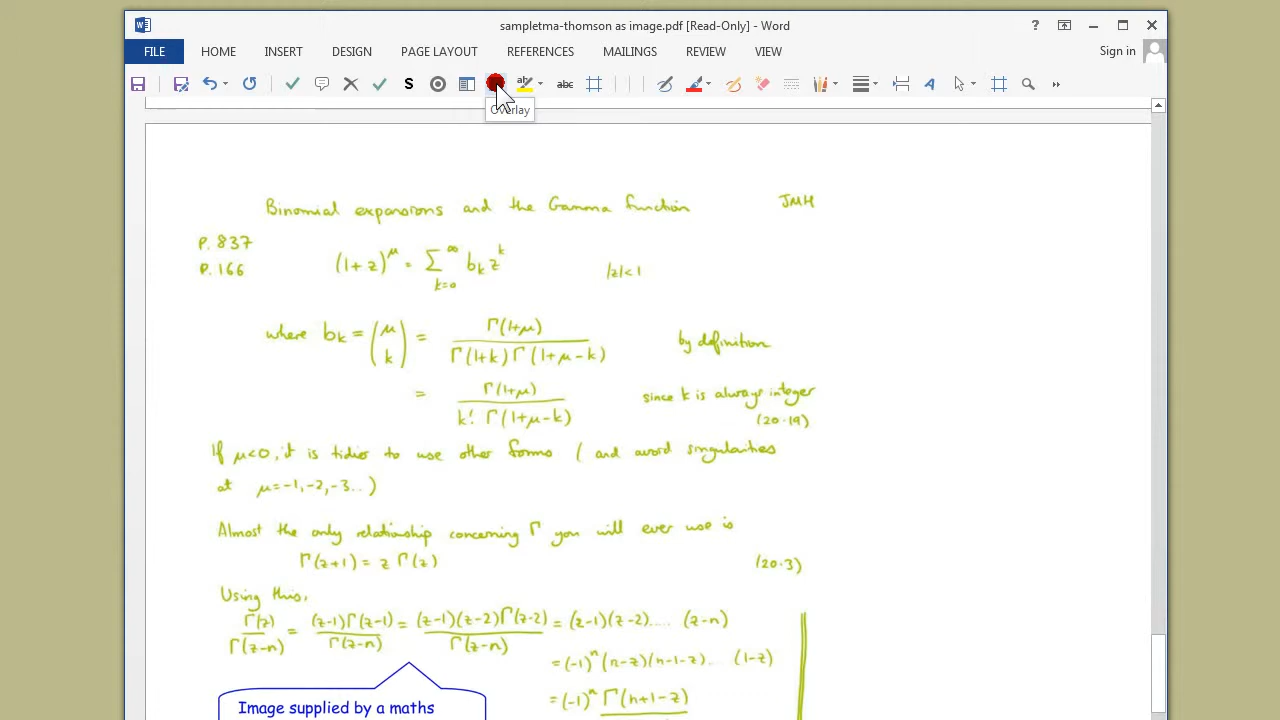 sampletma-thomson as image.pdf [Read-Only] - Word
?
FILE HOME INSERT DESIGN PAGE LAYOUT REFERENCES MAILINGS REVIEW VIEW Sign in
S ab abc A »
Overlay
Binomial expansions and the Gamma function JMH
P. 837
P. 166
(1+z)^μ = Σ_{k=0}^∞ b_k z^k |z|<1
where b_k = (μ k) = Γ(1+μ) / Γ(1+k) Γ(1+μ-k) by definition
= Γ(1+μ) / k! Γ(1+μ-k) since k is always integer
(20.19)
If μ<0, it is tidier to use other forms (and avoid singularities
at μ=-1,-2,-3...)
Almost the only relationship concerning Γ you will ever use is
Γ(z+1) = z Γ(z) (20.3)
Using this,
Γ(z) / Γ(z-n) = (z-1)Γ(z-1) / Γ(z-n) = (z-1)(z-2)Γ(z-2) / Γ(z-n) = (z-1)(z-2)..... (z-n)
= (-1)^n (n-z)(n-1-z)... (1-z)
= (-1)^n Γ(n+1-z)
Image supplied by a maths